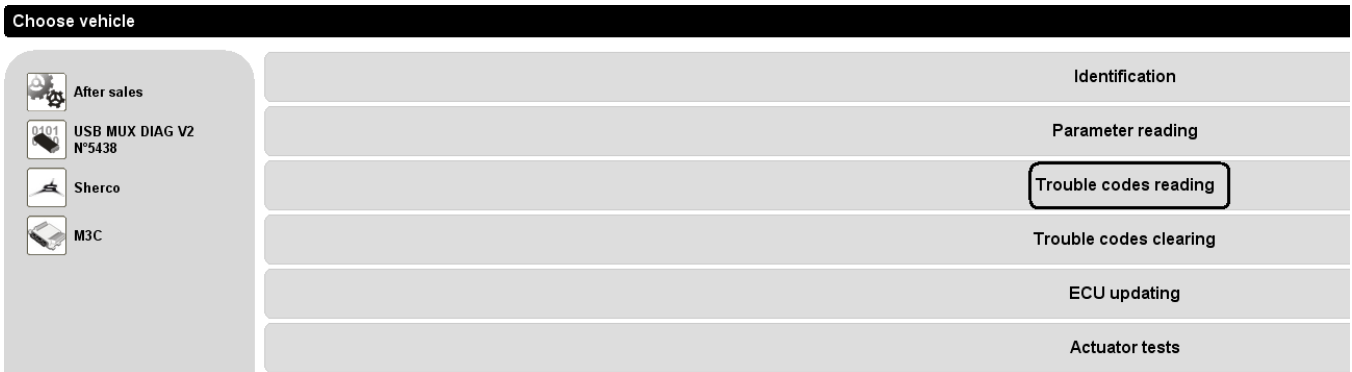 Choose vehicle
After sales
USB MUX DIAG V2
N°5438
Sherco
M3C
Identification
Parameter reading
Trouble codes reading
Trouble codes clearing
ECU updating
Actuator tests